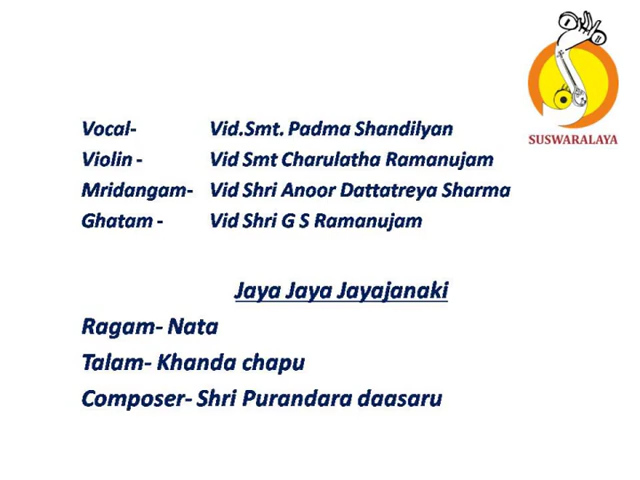 SUSWARALAYA
Vocal- Vid.Smt. Padma Shandilyan
Violin - Vid Smt Charulatha Ramanujam
Mridangam- Vid Shri Anoor Dattatreya Sharma
Ghatam - Vid Shri G S Ramanujam
Jaya Jaya Jayajanaki
Ragam- Nata
Talam- Khanda chapu
Composer- Shri Purandara daasaru